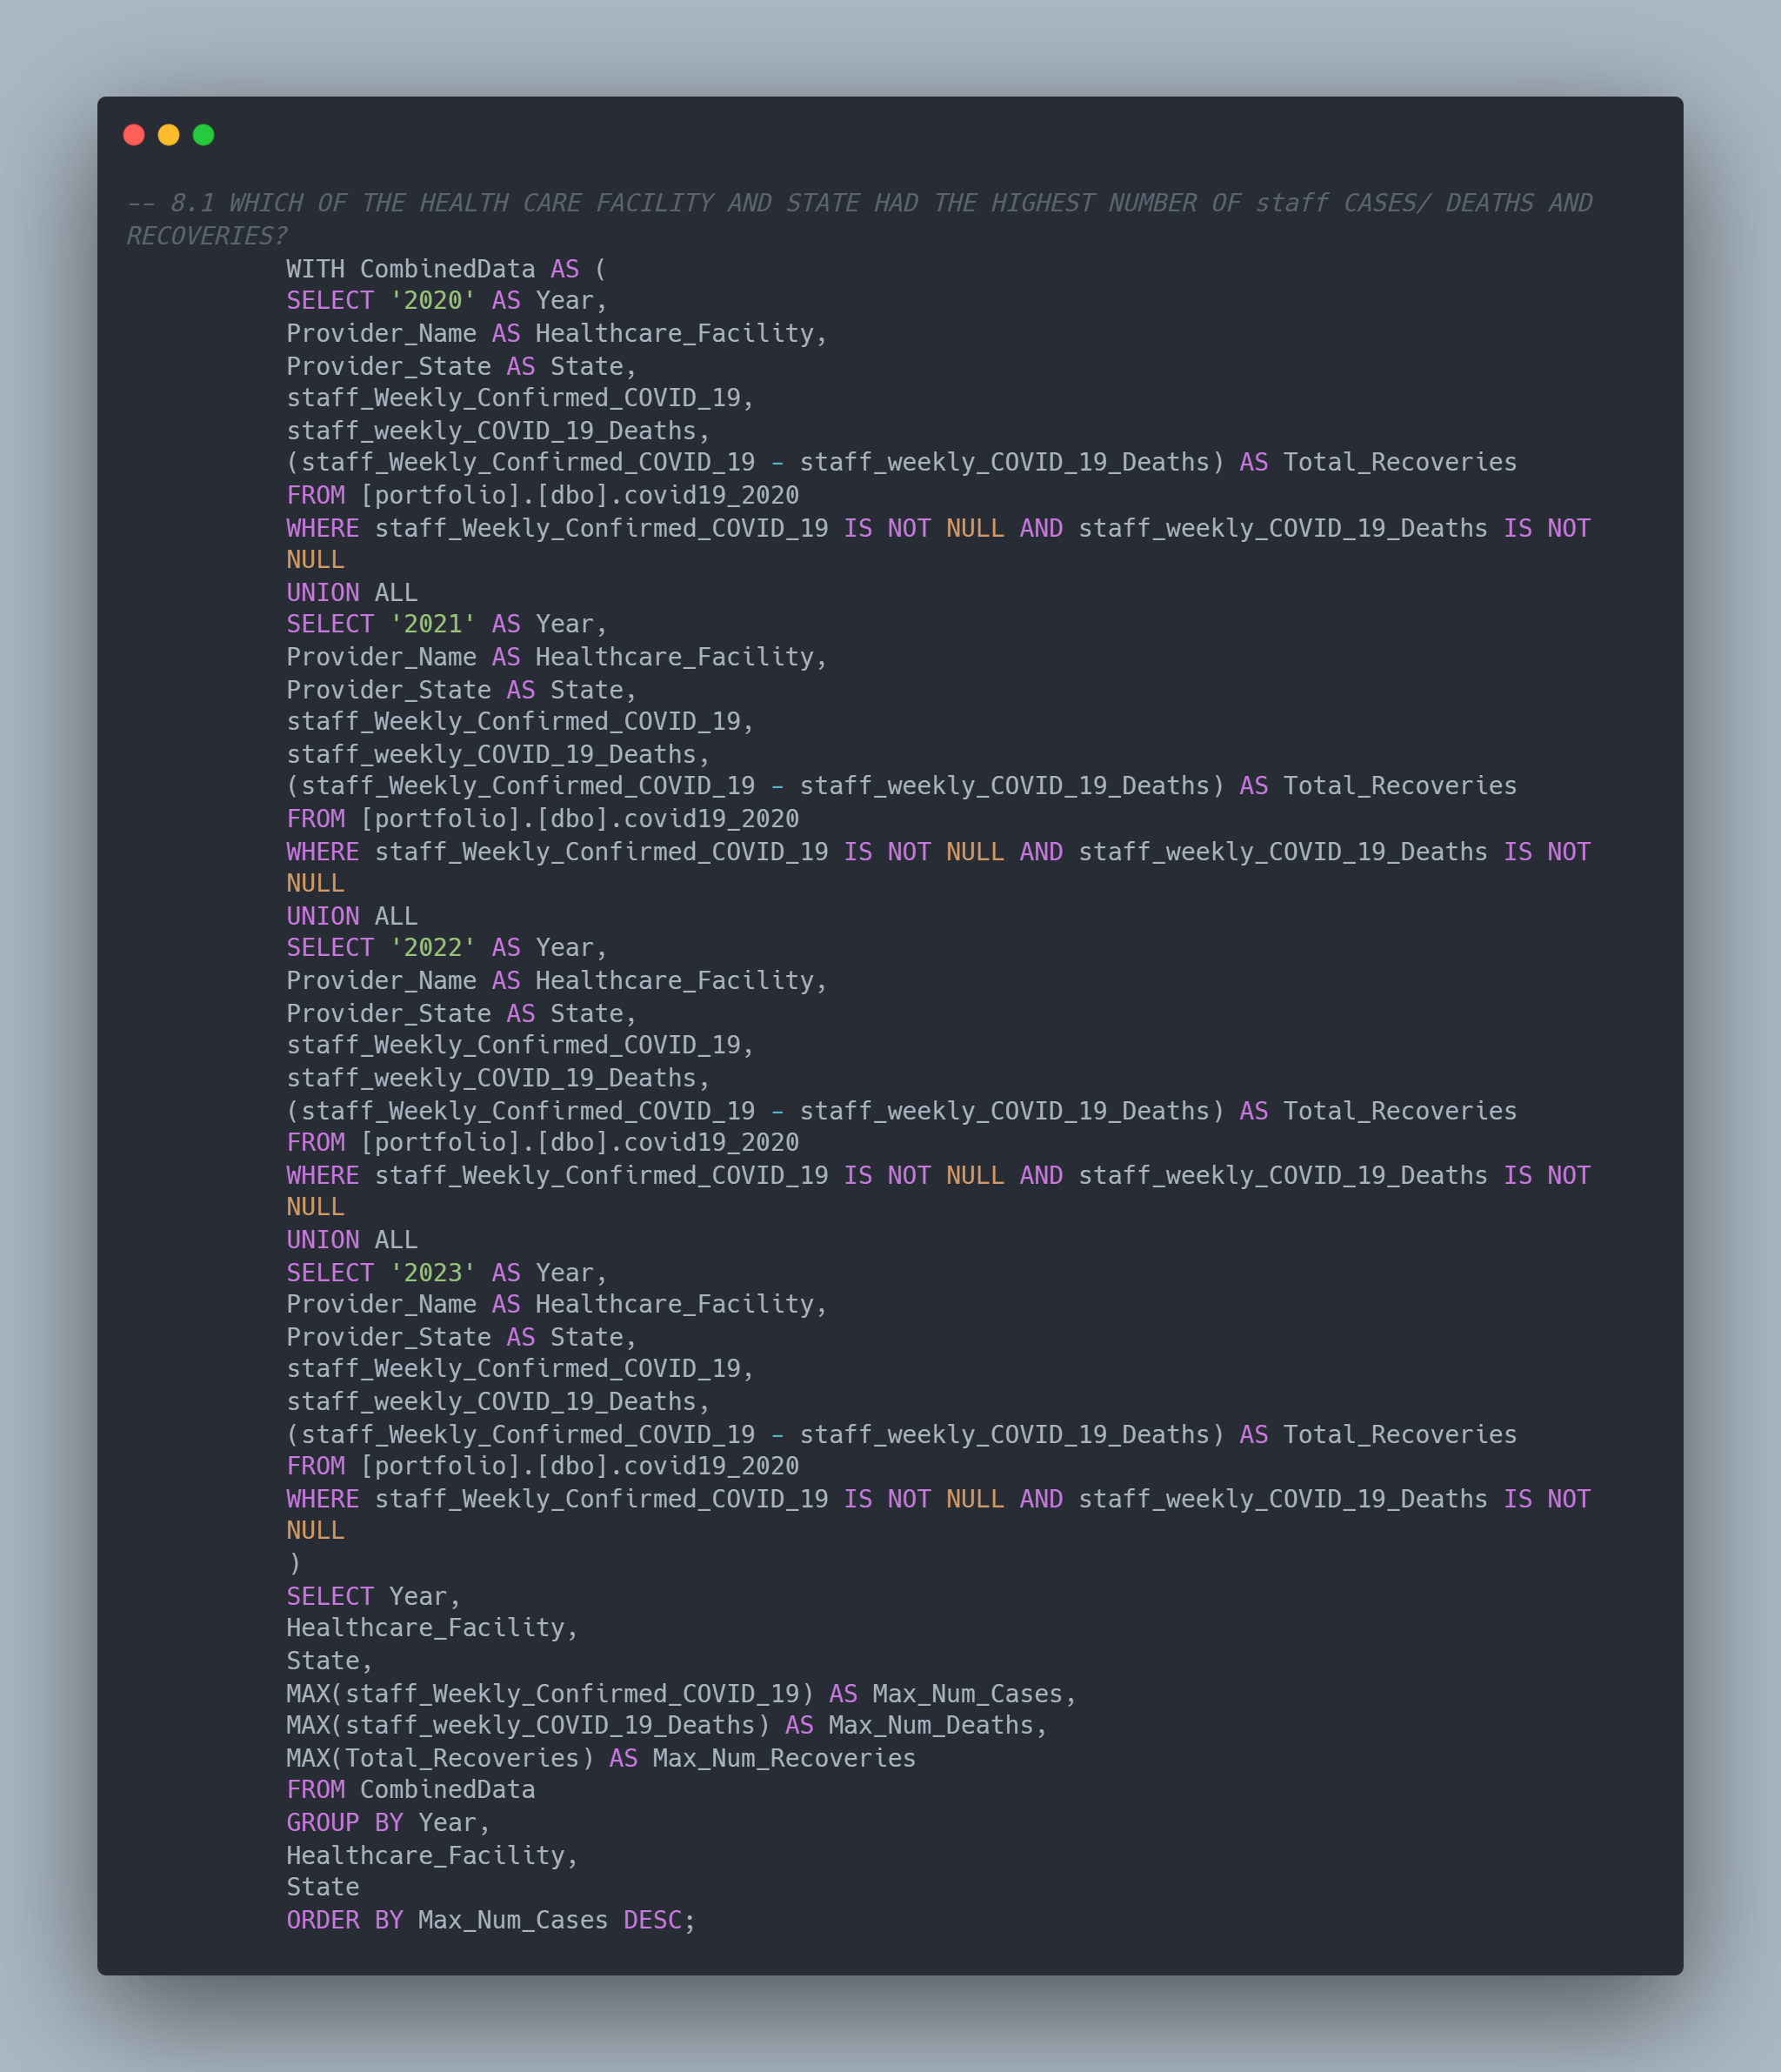 -- 8.1 WHICH OF THE HEALTH CARE FACILITY AND STATE HAD THE HIGHEST NUMBER OF staff CASES/ DEATHS AND
RECOVERIES?
WITH CombinedData AS (
SELECT '2020' AS Year,
Provider_Name AS Healthcare_Facility,
Provider_State AS State,
staff_Weekly_Confirmed_COVID_19,
staff_weekly_COVID_19_Deaths,
(staff_Weekly_Confirmed_COVID_19 - staff_weekly_COVID_19_Deaths) AS Total_Recoveries
FROM [portfolio].[dbo].covid19_2020
WHERE staff_Weekly_Confirmed_COVID_19 IS NOT NULL AND staff_weekly_COVID_19_Deaths IS NOT
NULL
UNION ALL
SELECT '2021' AS Year,
Provider_Name AS Healthcare_Facility,
Provider_State AS State,
staff_Weekly_Confirmed_COVID_19,
staff_weekly_COVID_19_Deaths,
(staff_Weekly_Confirmed_COVID_19 - staff_weekly_COVID_19_Deaths) AS Total_Recoveries
FROM [portfolio].[dbo].covid19_2020
WHERE staff_Weekly_Confirmed_COVID_19 IS NOT NULL AND staff_weekly_COVID_19_Deaths IS NOT
NULL
UNION ALL
SELECT '2022' AS Year,
Provider_Name AS Healthcare_Facility,
Provider_State AS State,
staff_Weekly_Confirmed_COVID_19,
staff_weekly_COVID_19_Deaths,
(staff_Weekly_Confirmed_COVID_19 - staff_weekly_COVID_19_Deaths) AS Total_Recoveries
FROM [portfolio].[dbo].covid19_2020
WHERE staff_Weekly_Confirmed_COVID_19 IS NOT NULL AND staff_weekly_COVID_19_Deaths IS NOT
NULL
UNION ALL
SELECT '2023' AS Year,
Provider_Name AS Healthcare_Facility,
Provider_State AS State,
staff_Weekly_Confirmed_COVID_19,
staff_weekly_COVID_19_Deaths,
(staff_Weekly_Confirmed_COVID_19 - staff_weekly_COVID_19_Deaths) AS Total_Recoveries
FROM [portfolio].[dbo].covid19_2020
WHERE staff_Weekly_Confirmed_COVID_19 IS NOT NULL AND staff_weekly_COVID_19_Deaths IS NOT
NULL
)
SELECT Year,
Healthcare_Facility,
State,
MAX(staff_Weekly_Confirmed_COVID_19) AS Max_Num_Cases,
MAX(staff_weekly_COVID_19_Deaths) AS Max_Num_Deaths,
MAX(Total_Recoveries) AS Max_Num_Recoveries
FROM CombinedData
GROUP BY Year,
Healthcare_Facility,
State
ORDER BY Max_Num_Cases DESC;